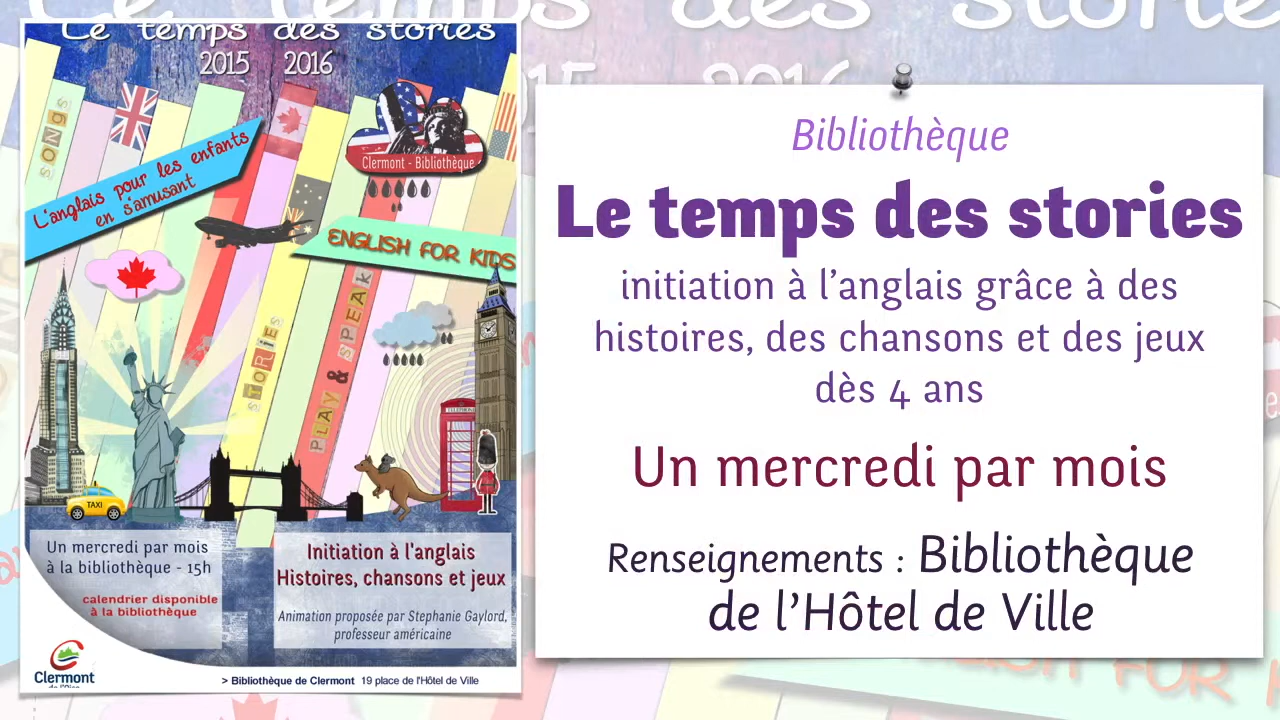 Le temps des stories
2015 2016
SONGS
L'anglais pour les enfants
en s'amusant
Clermont - Bibliothèque
ENGLISH FOR KIDS
STORIES
PLAY & SPEAK
TELEPHONE
TAXI
Un mercredi par mois
à la bibliothèque - 15h
calendrier disponible
à la bibliothèque
Initiation à l'anglais
Histoires, chansons et jeux
Animation proposée par Stephanie Gaylord,
professeur américaine
Clermont
de l'Oise
> Bibliothèque de Clermont 19 place de l'Hôtel de Ville
Bibliothèque
Le temps des stories
initiation à l’anglais grâce à des
histoires, des chansons et des jeux
dès 4 ans
Un mercredi par mois
Renseignements : Bibliothèque
de l’Hôtel de Ville